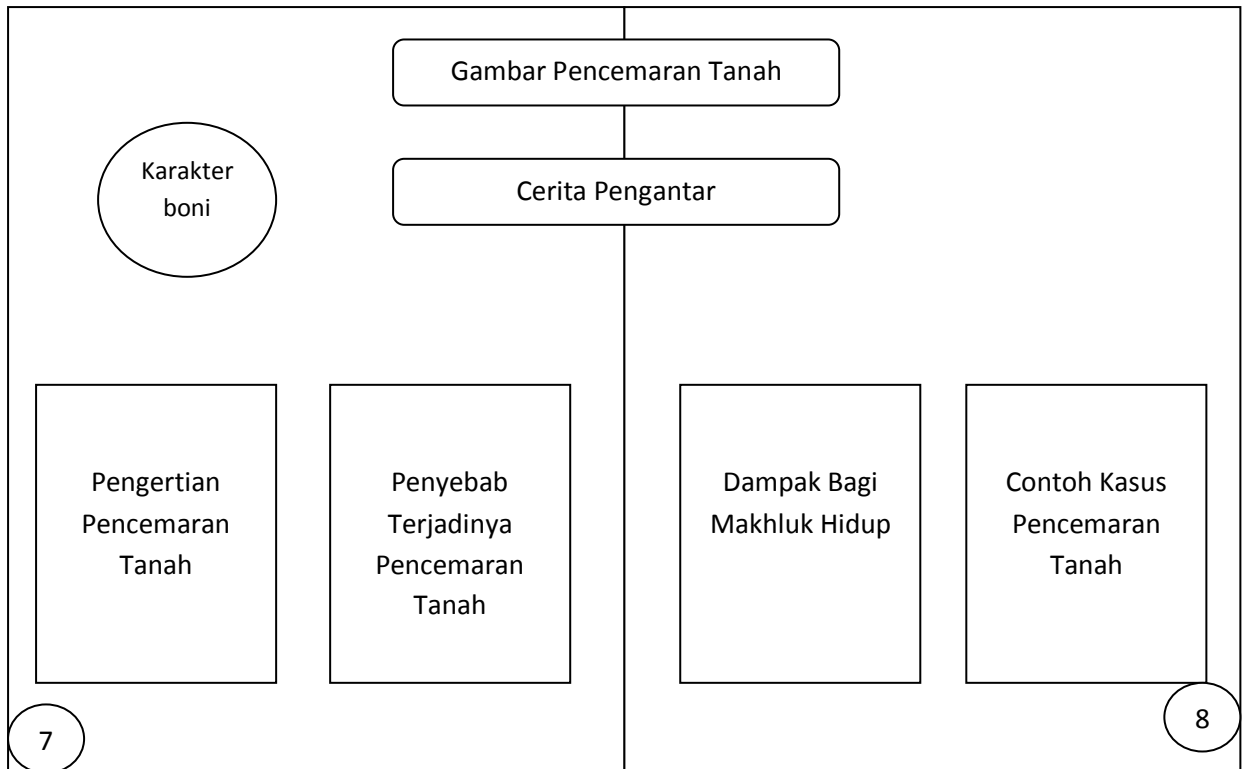 Gambar Pencemaran Tanah
Karakter
boni
Cerita Pengantar
Pengertian
Pencemaran
Tanah
Penyebab
Terjadinya
Pencemaran
Tanah
Dampak Bagi
Makhluk Hidup
Contoh Kasus
Pencemaran
Tanah
7
8